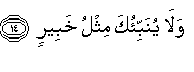 وَلَا يُنَبِّئُكَ مِثْلُ خَبِيرٍ ١٤